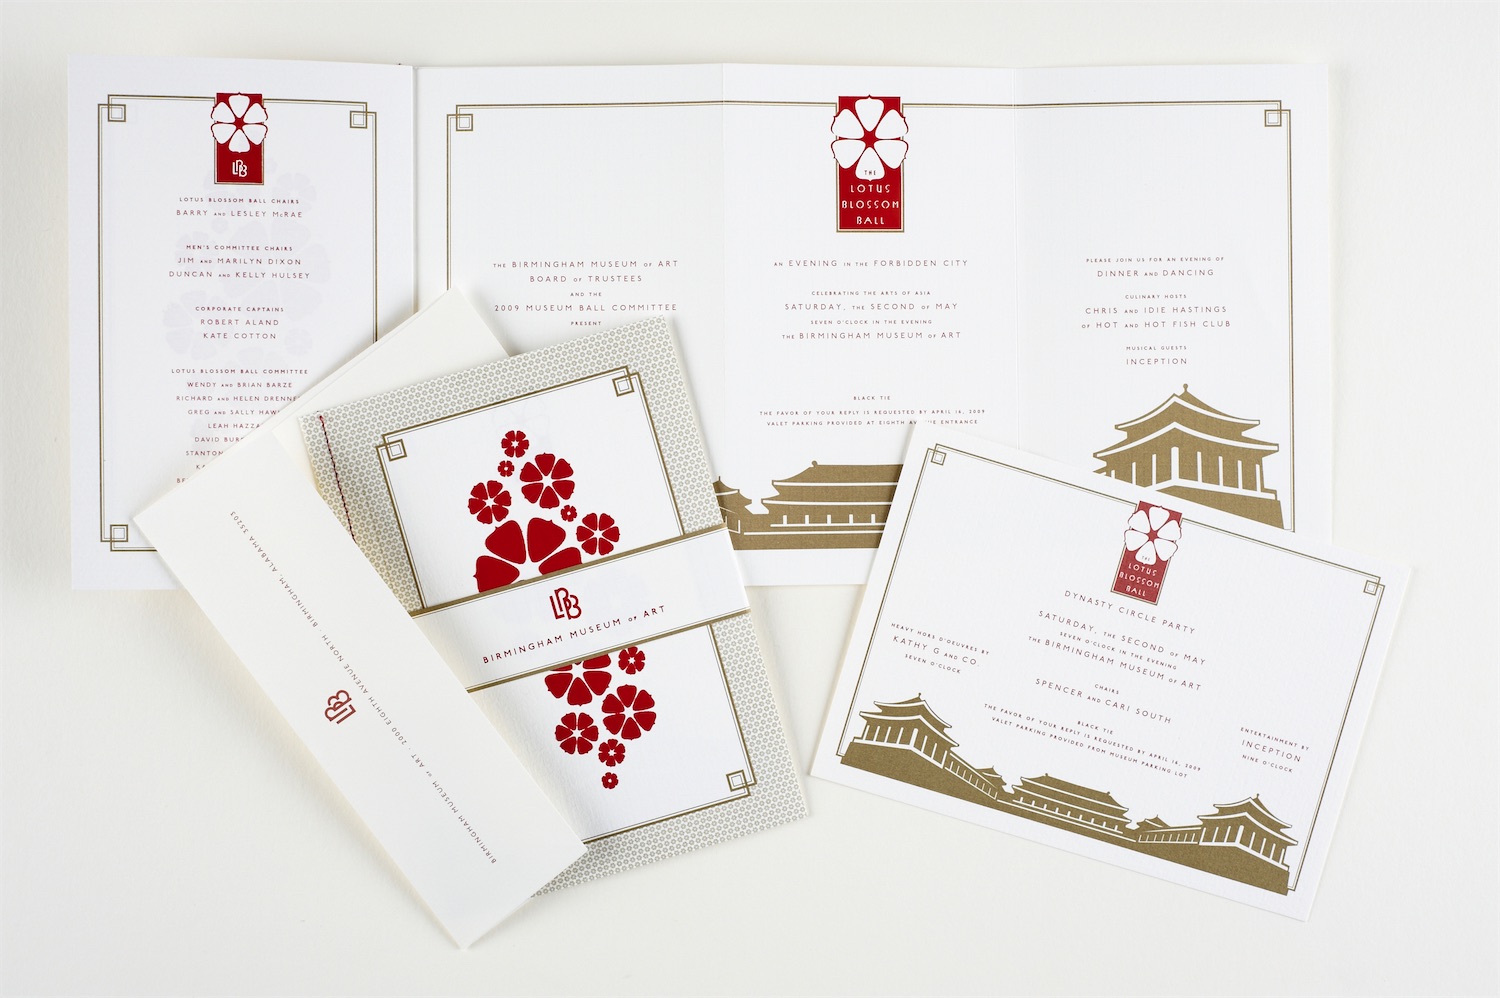 LBB
LOTUS BLOSSOM BALL CHAIRS
BARRY AND LESLEY McRAE
MEN'S COMMITTEE CHAIRS
JIM AND MARILYN DIXON
DUNCAN AND KELLY HULSEY
CORPORATE CAPTAINS
ROBERT ALAND
KATE COTTON
LOTUS BLOSSOM BALL COMMITTEE
WENDY AND BRIAN BARZE
RICHARD AND HELEN DRENNE
GREG AND SALLY HAW
LEAH HAZZA
DAVID BUR
STANTON
THE BIRMINGHAM MUSEUM OF ART
BOARD OF TRUSTEES
AND THE
2009 MUSEUM BALL COMMITTEE
PRESENT
THE
LOTUS
BLOSSOM
BALL
AN EVENING IN THE FORBIDDEN CITY
CELEBRATING THE ARTS OF ASIA
SATURDAY, THE SECOND OF MAY
SEVEN O'CLOCK IN THE EVENING
THE BIRMINGHAM MUSEUM OF ART
BLACK TIE
THE FAVOR OF YOUR REPLY IS REQUESTED BY APRIL 16, 2009
VALET PARKING PROVIDED AT EIGHTH AVENUE ENTRANCE
PLEASE JOIN US FOR AN EVENING OF
DINNER AND DANCING
CULINARY HOSTS
CHRIS AND IDIE HASTINGS
OF HOT AND HOT FISH CLUB
MUSICAL GUESTS
INCEPTION
LBB
BIRMINGHAM MUSEUM OF ART
LBB
BIRMINGHAM MUSEUM OF ART · 2000 EIGHTH AVENUE NORTH BIRMINGHAM, ALABAMA 35203
THE
LOTUS
BLOSSOM
BALL
DYNASTY CIRCLE PARTY
SATURDAY, THE SECOND OF MAY
SEVEN O'CLOCK IN THE EVENING
THE BIRMINGHAM MUSEUM OF ART
CHAIRS
SPENCER AND CARI SOUTH
BLACK TIE
THE FAVOR OF YOUR REPLY IS REQUESTED BY APRIL 16, 2009
VALET PARKING PROVIDED FROM MUSEUM PARKING LOT
HEAVY HORS D'OEUVRES BY
KATHY G AND CO.
SEVEN O'CLOCK
ENTERTAINMENT BY
INCEPTION
NINE O'CLOCK